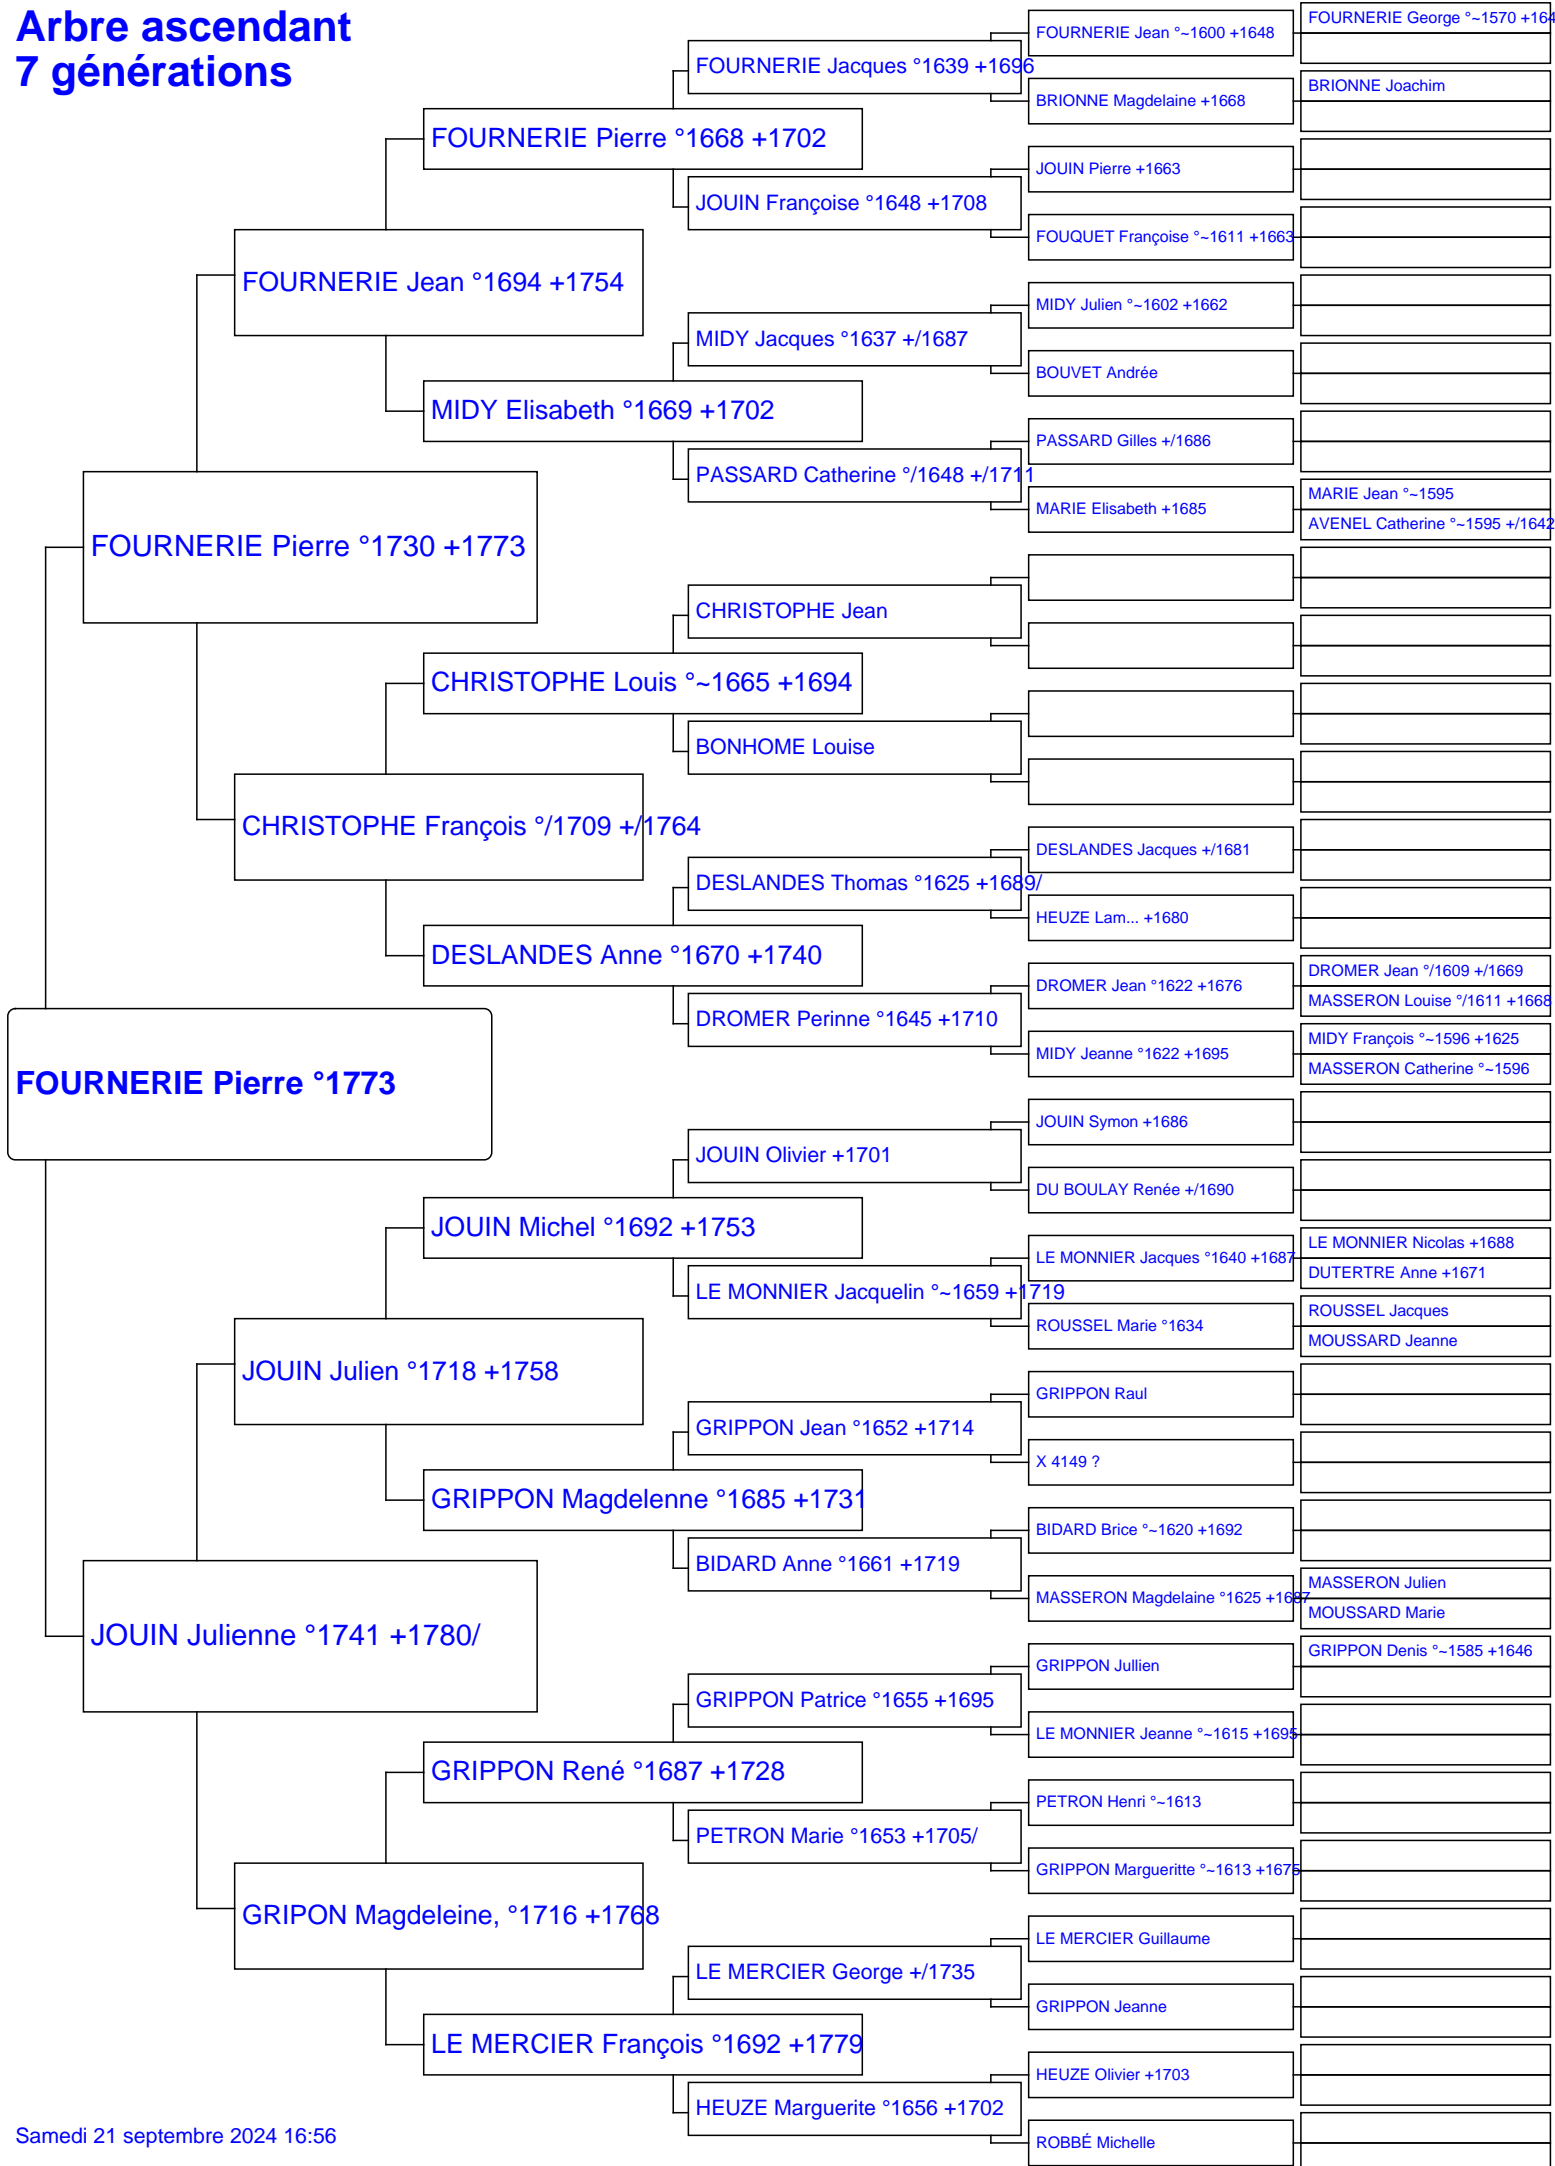 Arbre ascendant
7 générations
FOURNERIE Pierre °1773
FOURNERIE Pierre °1730 +1773
JOUIN Julienne °1741 +1780/
FOURNERIE Jean °1694 +1754
CHRISTOPHE François °/1709 +/1764
JOUIN Julien °1718 +1758
GRIPON Magdeleine, °1716 +1768
FOURNERIE Pierre °1668 +1702
MIDY Elisabeth °1669 +1702
CHRISTOPHE Louis °~1665 +1694
DESLANDES Anne °1670 +1740
JOUIN Michel °1692 +1753
GRIPPON Magdelenne °1685 +1731
GRIPPON René °1687 +1728
LE MERCIER François °1692 +1779
FOURNERIE Jacques °1639 +1696
JOUIN Françoise °1648 +1708
MIDY Jacques °1637 +/1687
PASSARD Catherine °/1648 +/1711
CHRISTOPHE Jean
BONHOME Louise
DESLANDES Thomas °1625 +1689/
DROMER Perinne °1645 +1710
JOUIN Olivier +1701
LE MONNIER Jacquelin °~1659 +1719
GRIPPON Jean °1652 +1714
BIDARD Anne °1661 +1719
GRIPPON Patrice °1655 +1695
PETRON Marie °1653 +1705/
LE MERCIER George +/1735
HEUZE Marguerite °1656 +1702
FOURNERIE Jean °~1600 +1648
BRIONNE Magdelaine +1668
JOUIN Pierre +1663
FOUQUET Françoise °~1611 +1663
MIDY Julien °~1602 +1662
BOUVET Andrée
PASSARD Gilles +/1686
MARIE Elisabeth +1685
DESLANDES Jacques +/1681
HEUZE Lam... +1680
DROMER Jean °1622 +1676
MIDY Jeanne °1622 +1695
JOUIN Symon +1686
DU BOULAY Renée +/1690
LE MONNIER Jacques °1640 +1687
ROUSSEL Marie °1634
GRIPPON Raul
X 4149 ?
BIDARD Brice °~1620 +1692
MASSERON Magdelaine °1625 +1687
GRIPPON Jullien
LE MONNIER Jeanne °~1615 +1695
PETRON Henri °~1613
GRIPPON Margueritte °~1613 +1675
LE MERCIER Guillaume
GRIPPON Jeanne
HEUZE Olivier +1703
ROBBÉ Michelle
FOURNERIE George °~1570 +164
BRIONNE Joachim
MARIE Jean °~1595
AVENEL Catherine °~1595 +/1642
DROMER Jean °/1609 +/1669
MASSERON Louise °/1611 +1668
MIDY François °~1596 +1625
MASSERON Catherine °~1596
LE MONNIER Nicolas +1688
DUTERTRE Anne +1671
ROUSSEL Jacques
MOUSSARD Jeanne
MASSERON Julien
MOUSSARD Marie
GRIPPON Denis °~1585 +1646
Samedi 21 septembre 2024 16:56